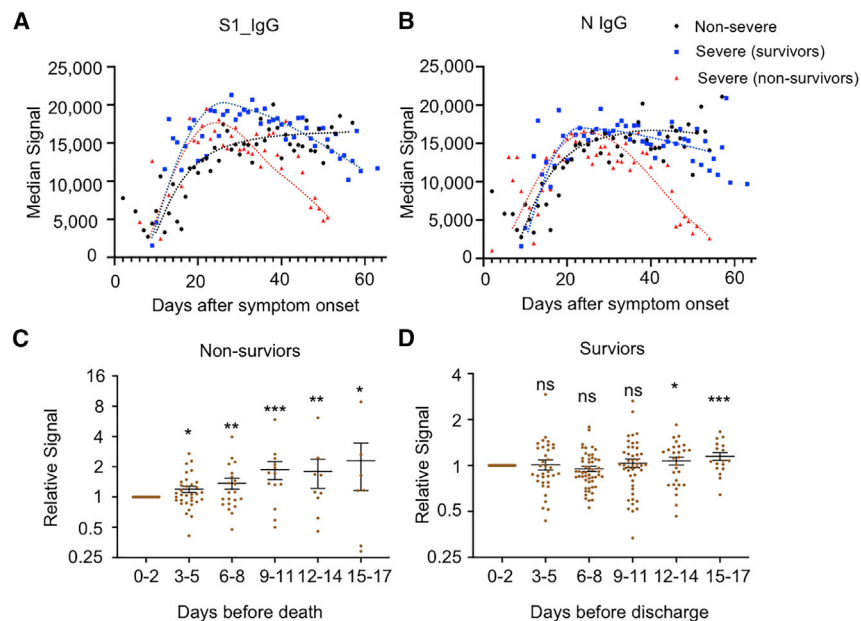 A
S1_IgG
B
N IgG
Non-severe
Severe (survivors)
Severe (non-survivors)
Median Signal
25,000
20,000
15,000
10,000
5,000
0
0 20 40 60
Days after symptom onset
Median Signal
25,000
20,000
15,000
10,000
5,000
0
0 20 40 60
Days after symptom onset
C
Non-surviors
D
Surviors
Relative Signal
16
8
4
2
1
0.5
0.25
* ** *** ** *
0-2 3-5 6-8 9-11 12-14 15-17
Days before death
Relative Signal
4
2
1
0.5
0.25
ns ns ns * ***
0-2 3-5 6-8 9-11 12-14 15-17
Days before discharge